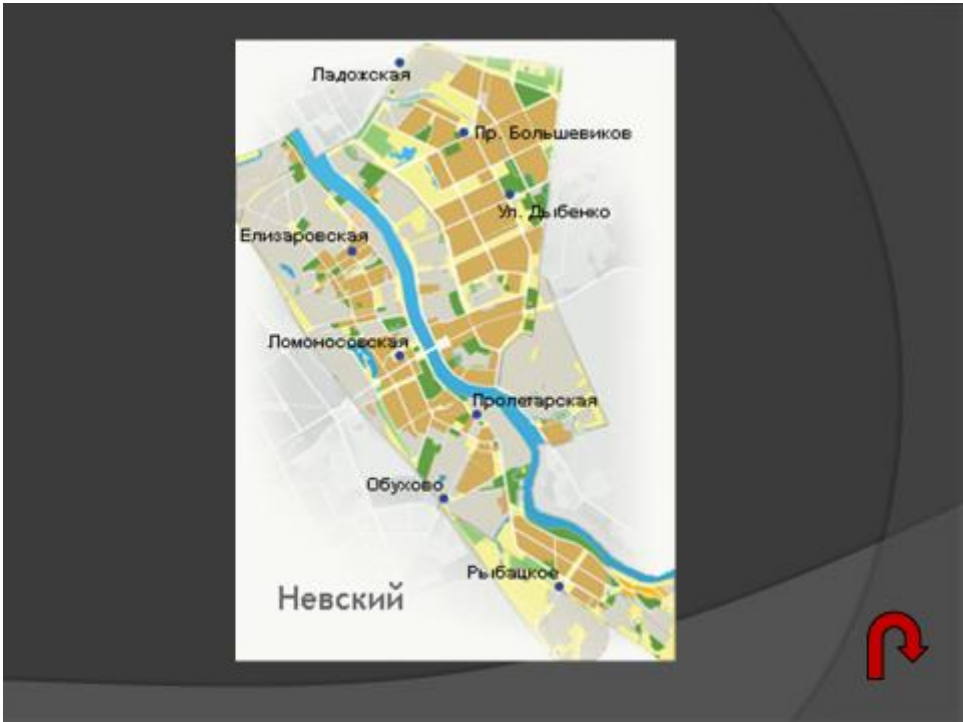 Ладожская
Пр. Большевиков
Ул. Дыбенко
Елизаровская
Ломоносовская
Пролетарская
Обухово
Рыбацкое
Невский